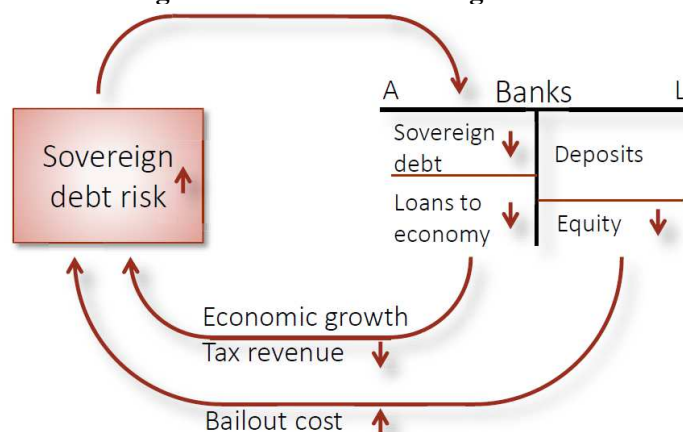 A Banks L
Sovereign
debt
Deposits
Loans to
economy
Equity
Sovereign
debt risk
Economic growth
Tax revenue
Bailout cost